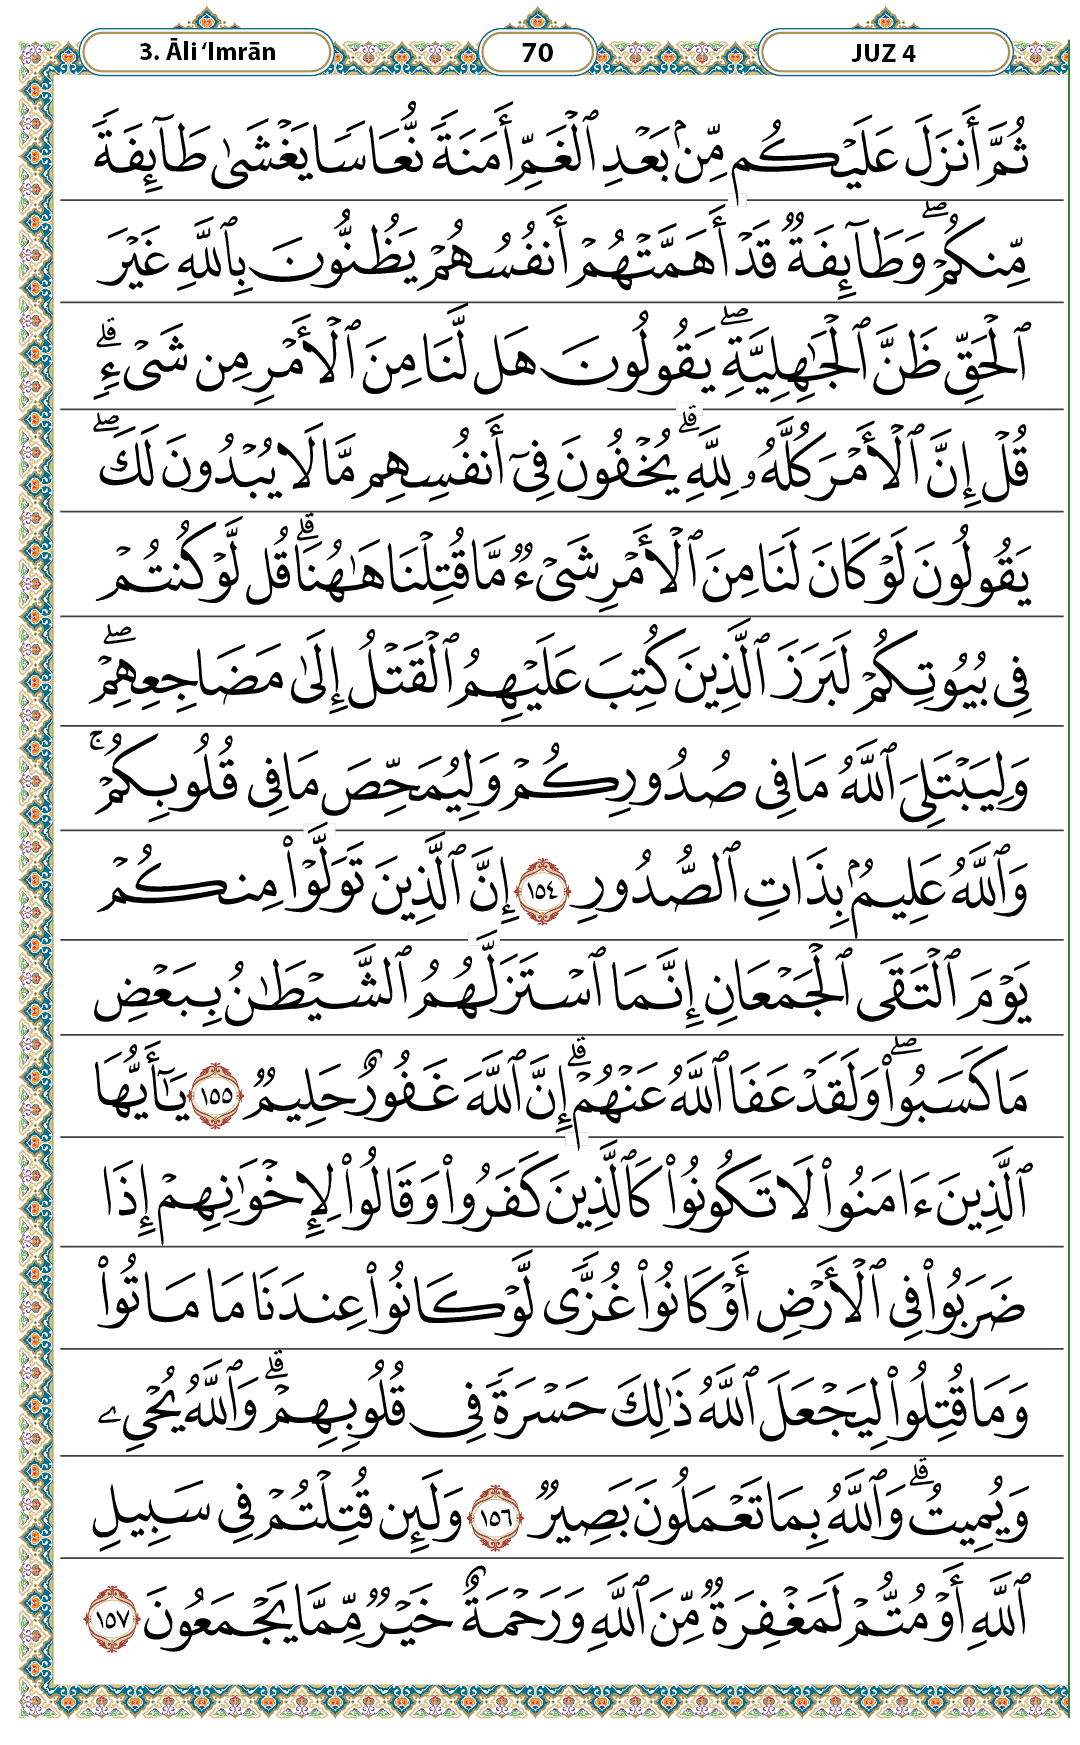 3. Āli ‘Imrān 70 JUZ 4
ثُمَّ أَنزَلَ عَلَيْكُم مِّنۢ بَعْدِ ٱلْغَمِّ أَمَنَةً نُّعَاسًا يَغْشَىٰ طَآئِفَةً
مِّنكُمْ ۖ وَطَآئِفَةٌ قَدْ أَهَمَّتْهُمْ أَنفُسُهُمْ يَظُنُّونَ بِٱللَّهِ غَيْرَ
ٱلْحَقِّ ظَنَّ ٱلْجَٰهِلِيَّةِ ۖ يَقُولُونَ هَل لَّنَا مِنَ ٱلْأَمْرِ مِن شَىْءٍ ۗ
قُلْ إِنَّ ٱلْأَمْرَ كُلَّهُۥ لِلَّهِ ۗ يُخْفُونَ فِىٓ أَنفُسِهِم مَّا لَا يُبْدُونَ لَكَ ۖ
يَقُولُونَ لَوْ كَانَ لَنَا مِنَ ٱلْأَمْرِ شَىْءٌ مَّا قُتِلْنَا هَٰهُنَا ۗ قُل لَّوْ كُنتُمْ
فِى بُيُوتِكُمْ لَبَرَزَ ٱلَّذِينَ كُتِبَ عَلَيْهِمُ ٱلْقَتْلُ إِلَىٰ مَضَاجِعِهِمْ ۖ
وَلِيَبْتَلِىَ ٱللَّهُ مَا فِى صُدُورِكُمْ وَلِيُمَحِّصَ مَا فِى قُلُوبِكُمْ ۚ
وَٱللَّهُ عَلِيمٌۢ بِذَاتِ ٱلصُّدُورِ ١٥٤ إِنَّ ٱلَّذِينَ تَوَلَّوْا۟ مِنكُمْ
يَوْمَ ٱلْتَقَى ٱلْجَمْعَانِ إِنَّمَا ٱسْتَزَلَّهُمُ ٱلشَّيْطَٰنُ بِبَعْضِ
مَا كَسَبُوا۟ ۖ وَلَقَدْ عَفَا ٱللَّهُ عَنْهُمْ ۗ إِنَّ ٱللَّهَ غَفُورٌ حَلِيمٌ ١٥٥ يَٰٓأَيُّهَا
ٱلَّذِينَ ءَامَنُوا۟ لَا تَكُونُوا۟ كَٱلَّذِينَ كَفَرُوا۟ وَقَالُوا۟ لِإِخْوَٰنِهِمْ إِذَا
ضَرَبُوا۟ فِى ٱلْأَرْضِ أَوْ كَانُوا۟ غُزًّى لَّوْ كَانُوا۟ عِندَنَا مَا مَاتُوا۟
وَمَا قُتِلُوا۟ لِيَجْعَلَ ٱللَّهُ ذَٰلِكَ حَسْرَةً فِى قُلُوبِهِمْ ۗ وَٱللَّهُ يُحْىِۦ
وَيُمِيتُ ۗ وَٱللَّهُ بِمَا تَعْمَلُونَ بَصِيرٌ ١٥٦ وَلَئِن قُتِلْتُمْ فِى سَبِيلِ
ٱللَّهِ أَوْ مُتُّمْ لَمَغْفِرَةٌ مِّنَ ٱللَّهِ وَرَحْمَةٌ خَيْرٌ مِّمَّا يَجْمَعُونَ ١٥٧